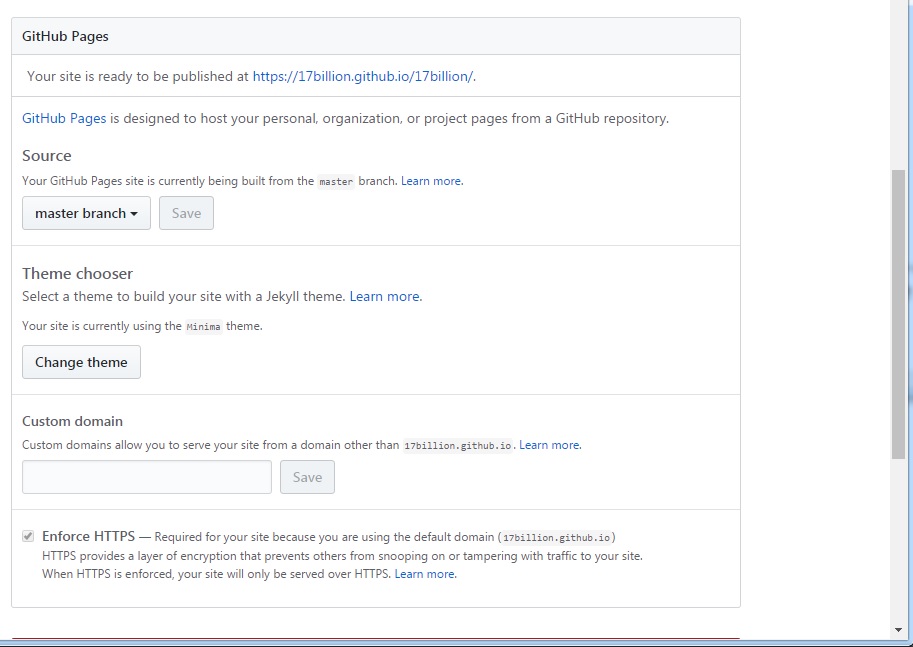 GitHub Pages
Your site is ready to be published at https://17billion.github.io/17billion/.
GitHub Pages is designed to host your personal, organization, or project pages from a GitHub repository.
Source
Your GitHub Pages site is currently being built from the master branch. Learn more.
master branch
Save
Theme chooser
Select a theme to build your site with a Jekyll theme. Learn more.
Your site is currently using the Minima theme.
Change theme
Custom domain
Custom domains allow you to serve your site from a domain other than 17billion.github.io. Learn more.
Save
Enforce HTTPS — Required for your site because you are using the default domain (17billion.github.io)
HTTPS provides a layer of encryption that prevents others from snooping on or tampering with traffic to your site.
When HTTPS is enforced, your site will only be served over HTTPS. Learn more.